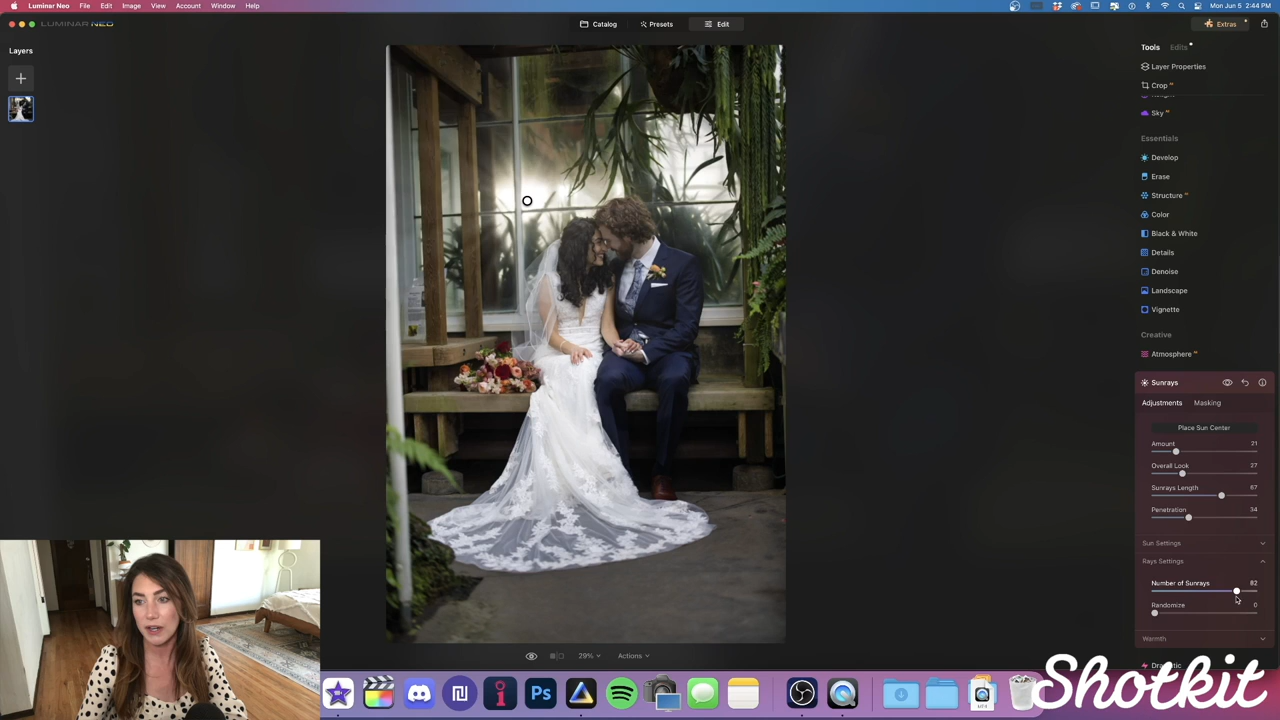 Luminar Neo File Edit Image View Account Window Help
Mon Jun 5 2:44 PM
LUMINAR NEO
Catalog Presets Edit
Extras
Layers
Tools Edits
Layer Properties
Crop
Sky
Essentials
Develop
Erase
Structure
Color
Black & White
Details
Denoise
Landscape
Vignette
Creative
Atmosphere
Sunrays
Adjustments Masking
Place Sun Center
Amount 21
Overall Look 27
Sunrays Length 67
Penetration 34
Sun Settings
Rays Settings
Number of Sunrays 82
Randomize 0
Warmth
29% Actions
Ps
Shotkit